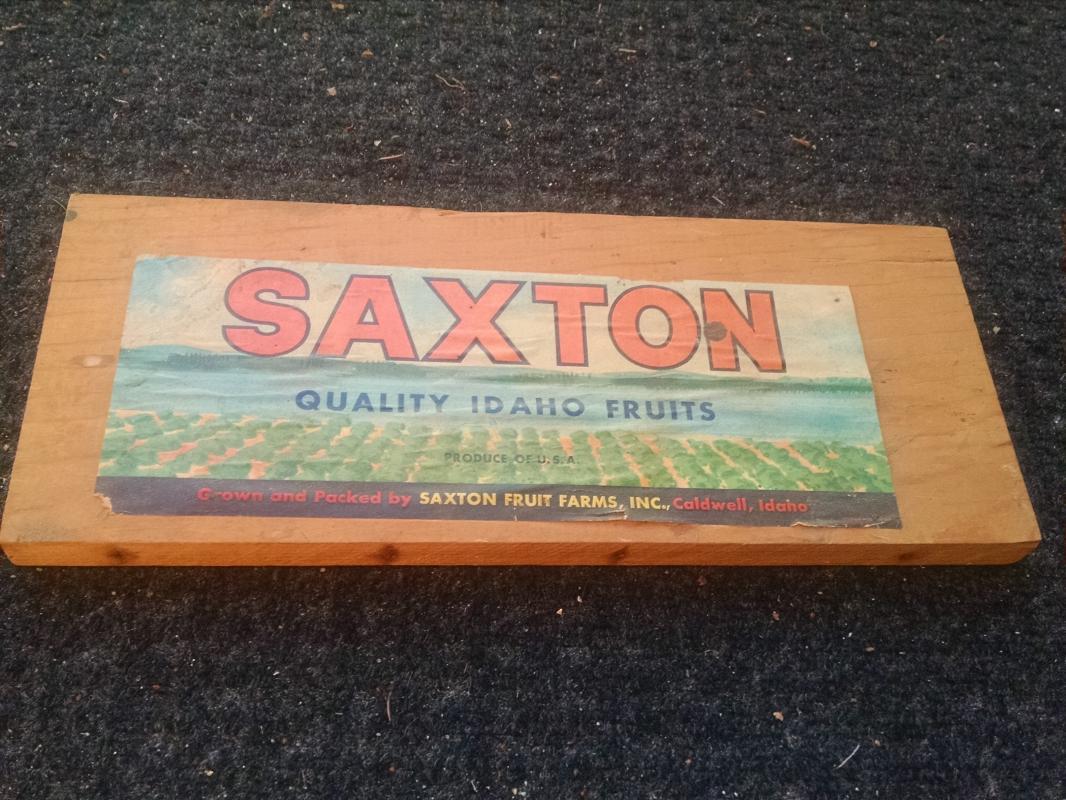 SAXTON
QUALITY IDAHO FRUITS
PRODUCE OF U.S.A.
Grown and Packed by SAXTON FRUIT FARMS, INC., Caldwell, Idaho